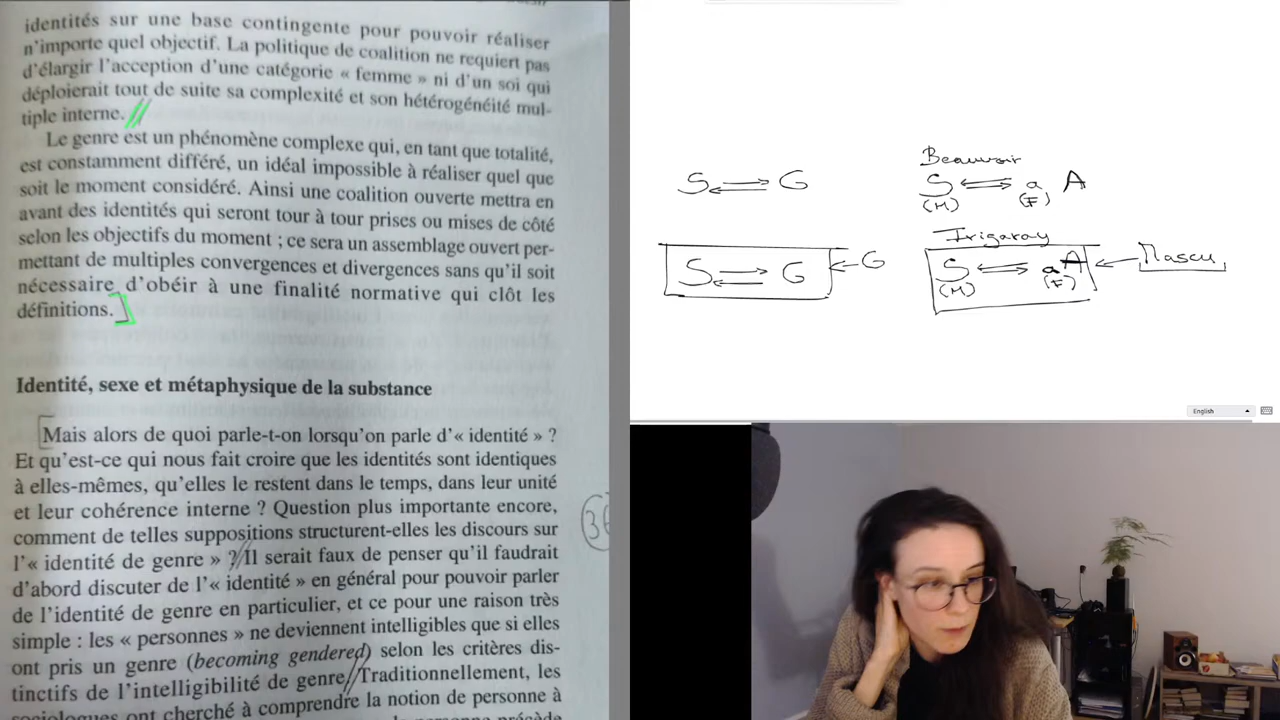 identités sur une base contingente pour pouvoir réaliser
n'importe quel objectif. La politique de coalition ne requiert pas
d'élargir l'acception d'une catégorie « femme » ni d'un soi qui
déploierait tout de suite sa complexité et son hétérogénéité mul-
tiple interne.
Le genre est un phénomène complexe qui, en tant que totalité,
est constamment différé, un idéal impossible à réaliser quel que
soit le moment considéré. Ainsi une coalition ouverte mettra en
avant des identités qui seront tour à tour prises ou mises de côté
selon les objectifs du moment ; ce sera un assemblage ouvert per-
mettant de multiples convergences et divergences sans qu'il soit
nécessaire d'obéir à une finalité normative qui clôt les
définitions.
Identité, sexe et métaphysique de la substance
Mais alors de quoi parle-t-on lorsqu'on parle d'« identité » ?
Et qu'est-ce qui nous fait croire que les identités sont identiques
à elles-mêmes, qu'elles le restent dans le temps, dans leur unité
et leur cohérence interne ? Question plus importante encore,
comment de telles suppositions structurent-elles les discours sur
l'« identité de genre » ? Il serait faux de penser qu'il faudrait
d'abord discuter de l'« identité » en général pour pouvoir parler
de l'identité de genre en particulier, et ce pour une raison très
simple : les « personnes » ne deviennent intelligibles que si elles
ont pris un genre (becoming gendered) selon les critères dis-
tinctifs de l'intelligibilité de genre. Traditionnellement, les
sociologues ont cherché à comprendre la notion de personne à
S ⇄ G
Beauvoir
S ⇄ a A
(M) (F)
S ⇄ G ← G
Irigaray
S ⇄ aA ← Mascu
(M) (F)
English